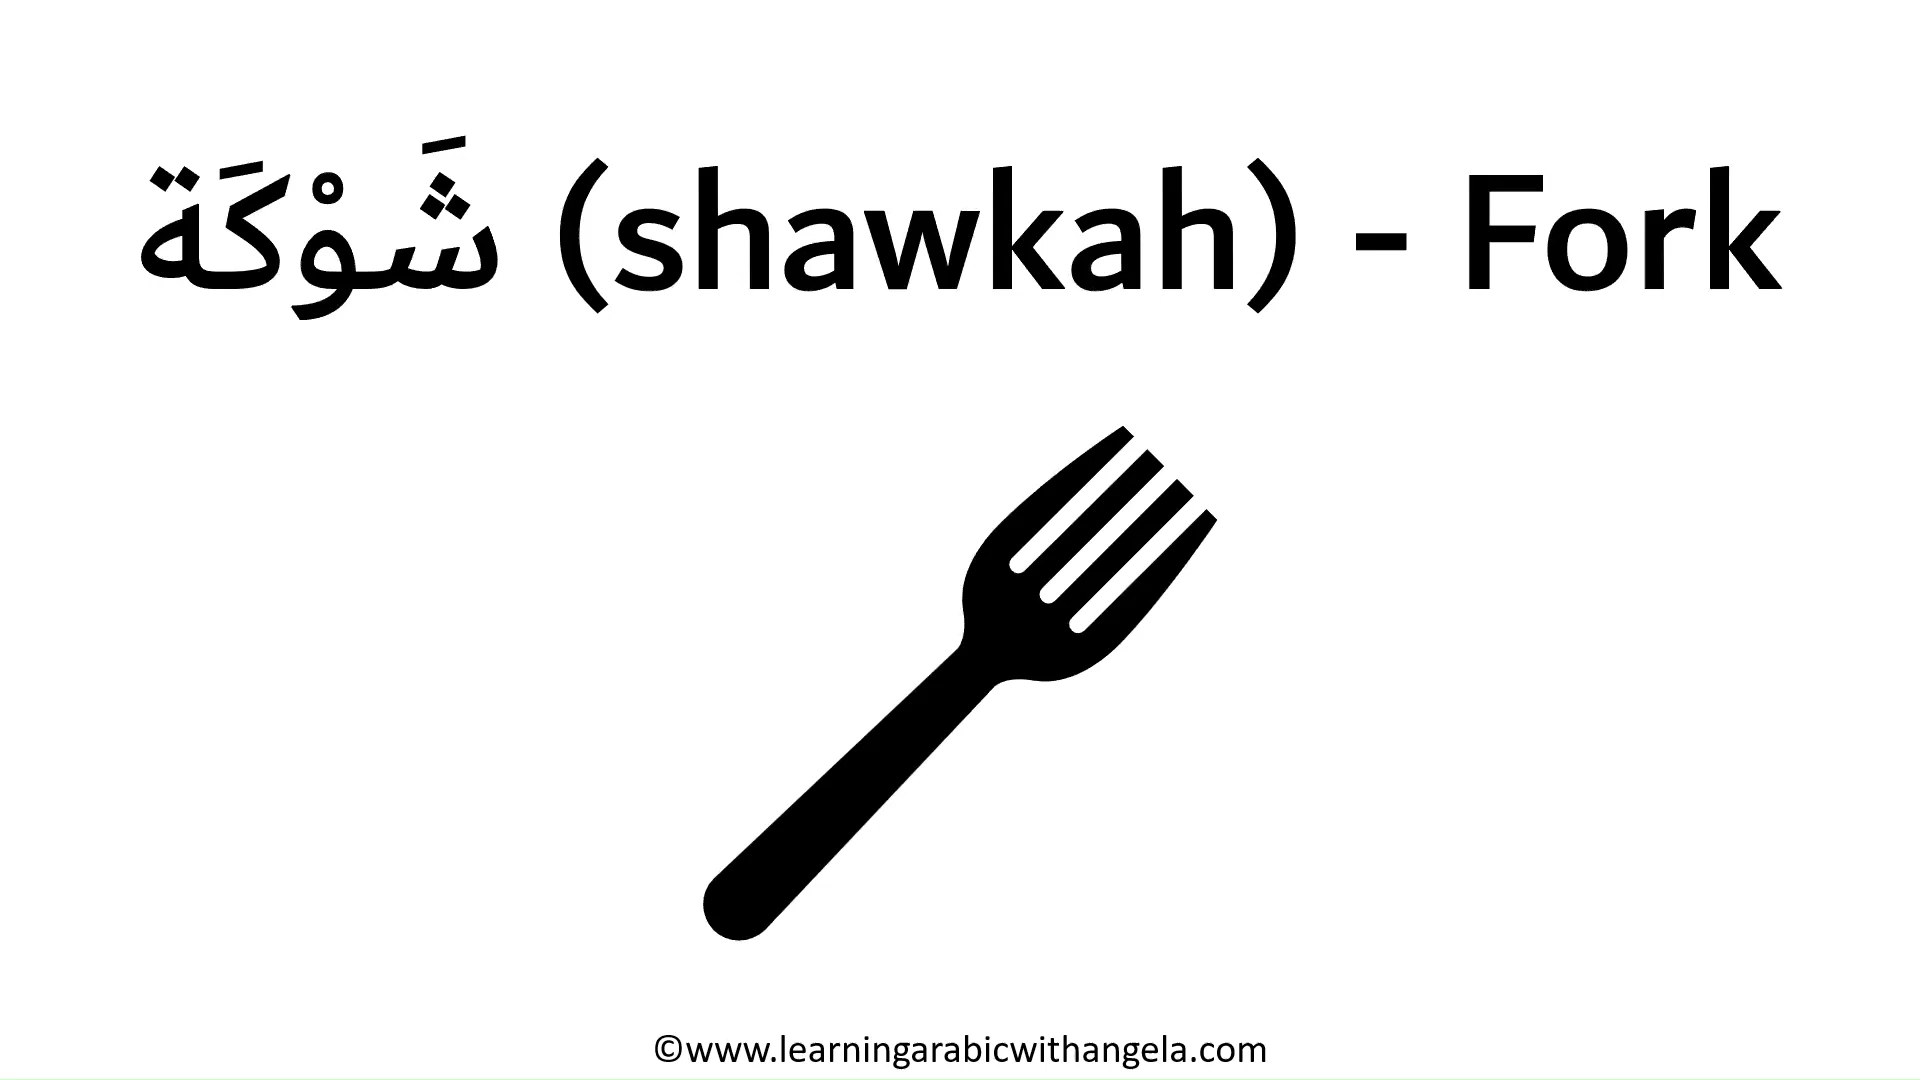 شَوْكَة (shawkah) - Fork
©www.learningarabicwithangela.com